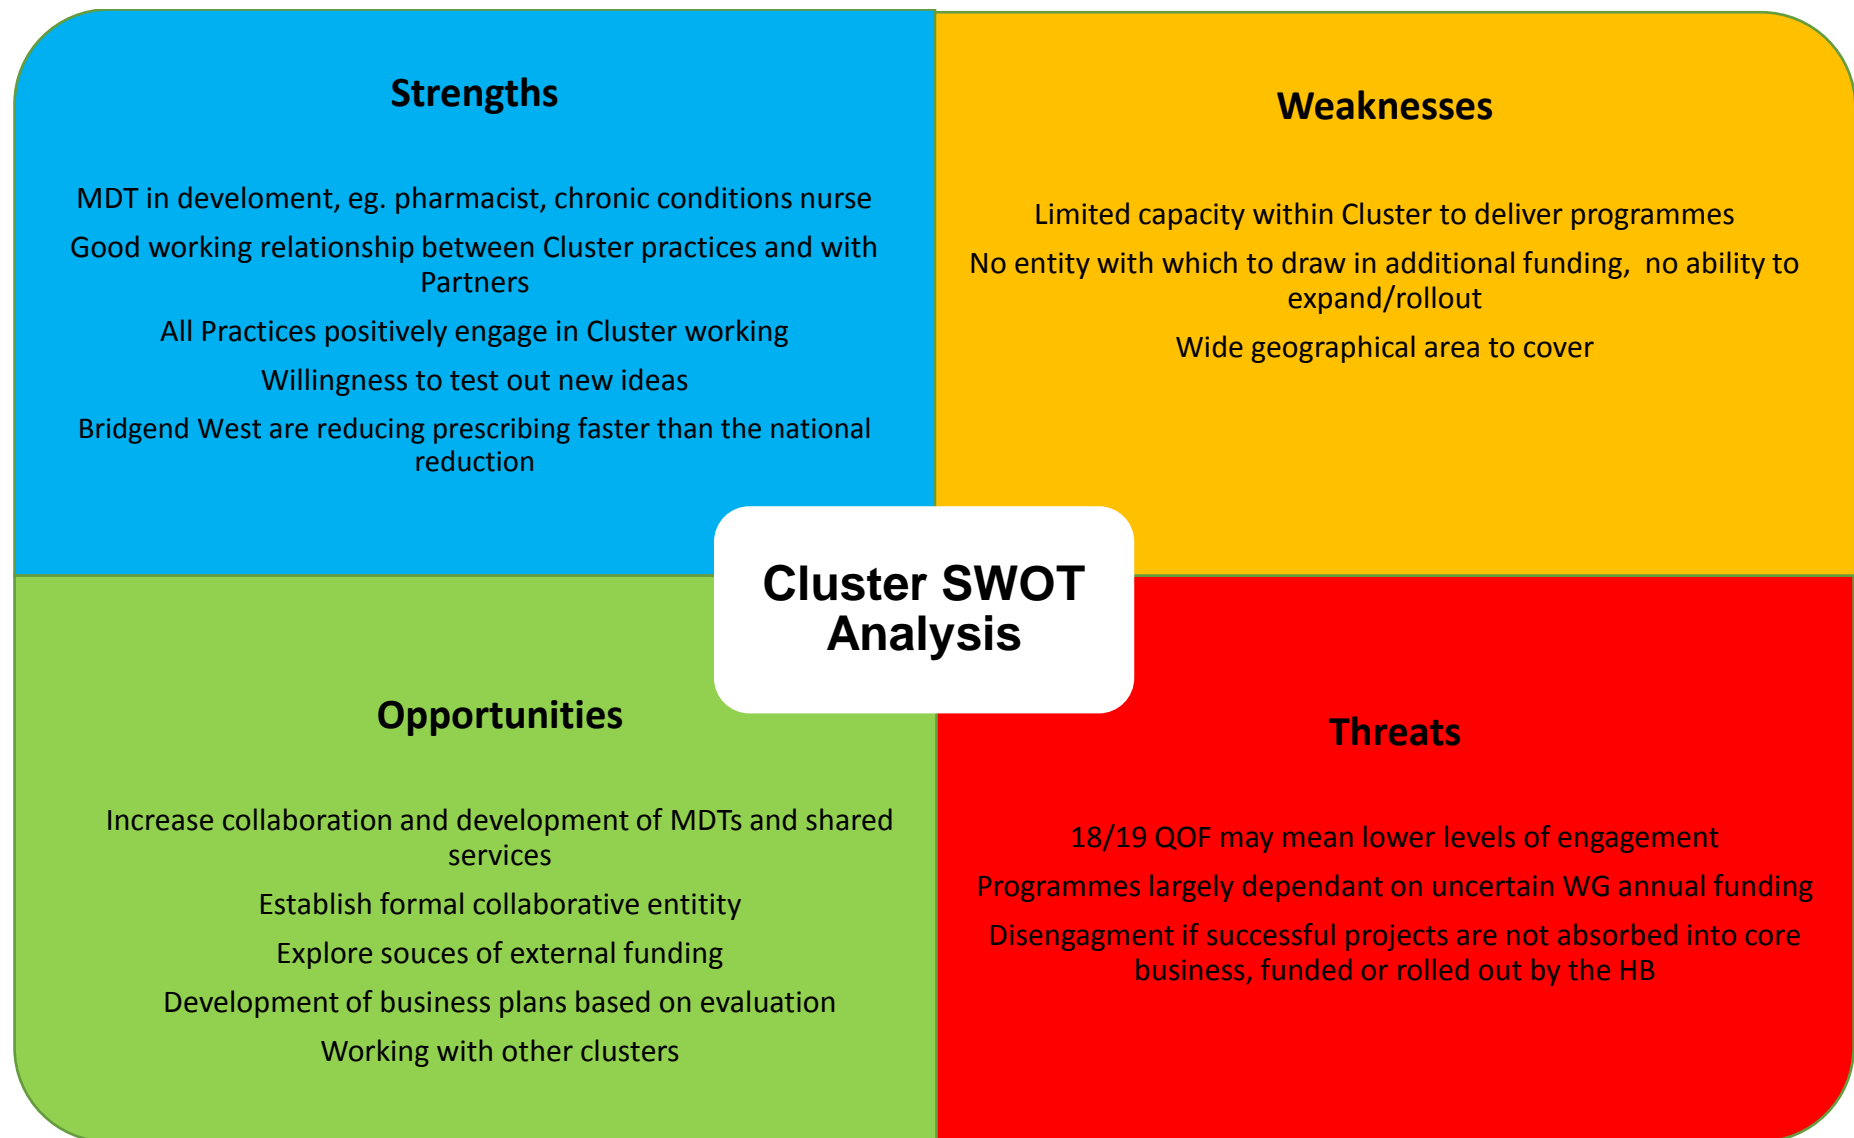 Strengths
MDT in develoment, eg. pharmacist, chronic conditions nurse
Good working relationship between Cluster practices and with
Partners
All Practices positively engage in Cluster working
Willingness to test out new ideas
Bridgend West are reducing prescribing faster than the national
reduction
Weaknesses
Limited capacity within Cluster to deliver programmes
No entity with which to draw in additional funding,  no ability to
expand/rollout
Wide geographical area to cover
Cluster SWOT
Analysis
Opportunities
Increase collaboration and development of MDTs and shared
services
Establish formal collaborative entitity
Explore souces of external funding
Development of business plans based on evaluation
Working with other clusters
Threats
18/19 QOF may mean lower levels of engagement
Programmes largely dependant on uncertain WG annual funding
Disengagment if successful projects are not absorbed into core
business, funded or rolled out by the HB